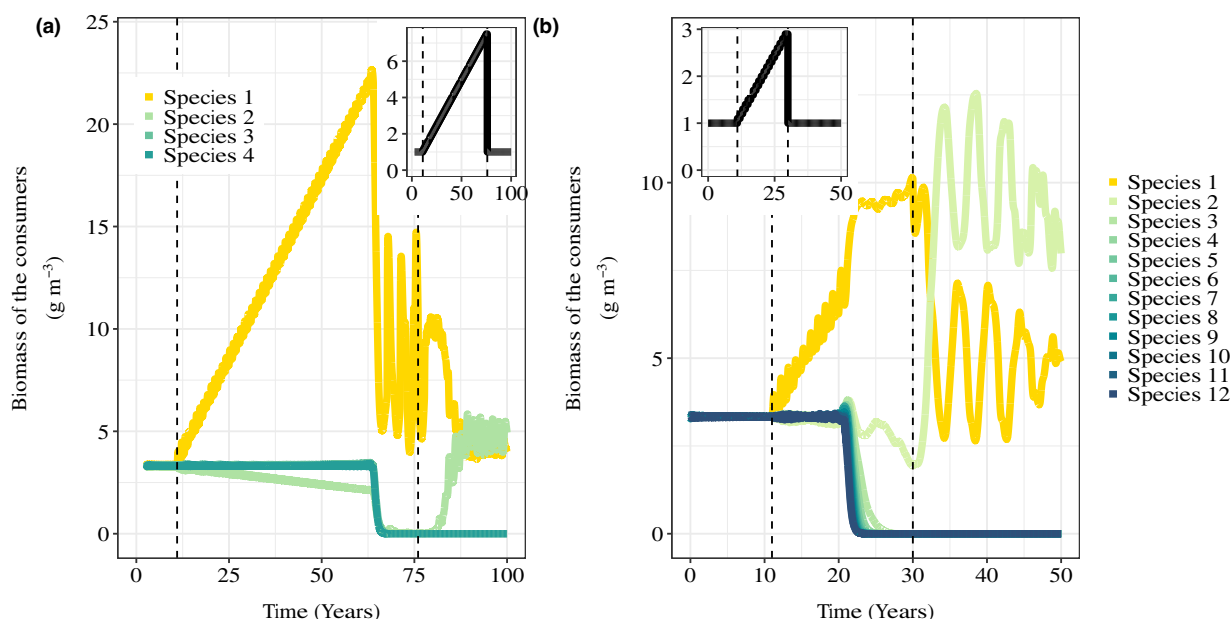 (a)
25
20
15
10
5
0
0
25
50
75
100
Time (Years)
Biomass of the consumers
(g m⁻³)
Species 1
Species 2
Species 3
Species 4
6
4
2
0
0
50
100
(b)
10
5
0
0
10
20
30
40
50
Time (Years)
Biomass of the consumers
(g m⁻³)
3
2
1
0
0
25
50
Species 1
Species 2
Species 3
Species 4
Species 5
Species 6
Species 7
Species 8
Species 9
Species 10
Species 11
Species 12